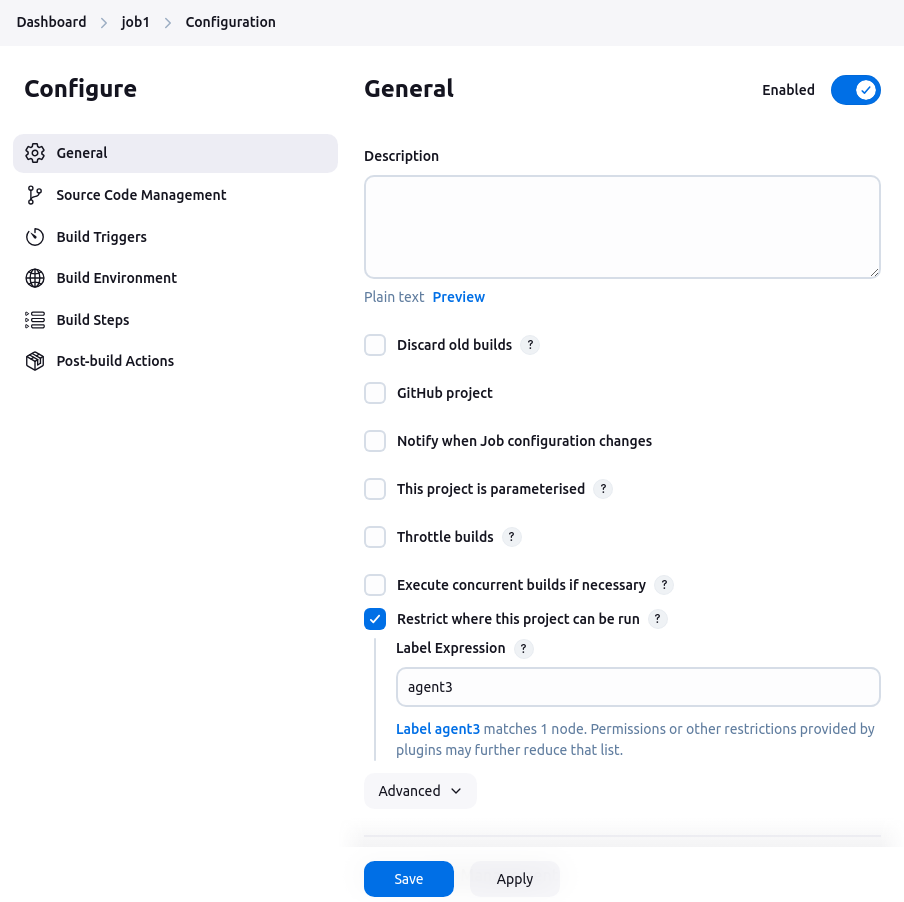 Dashboard > job1 > Configuration
Configure
General
Source Code Management
Build Triggers
Build Environment
Build Steps
Post-build Actions
General
Enabled
Description
Plain text Preview
Discard old builds ?
GitHub project
Notify when Job configuration changes
This project is parameterised ?
Throttle builds ?
Execute concurrent builds if necessary ?
Restrict where this project can be run ?
Label Expression ?
agent3
Label agent3 matches 1 node. Permissions or other restrictions provided by
plugins may further reduce that list.
Advanced
Save Apply